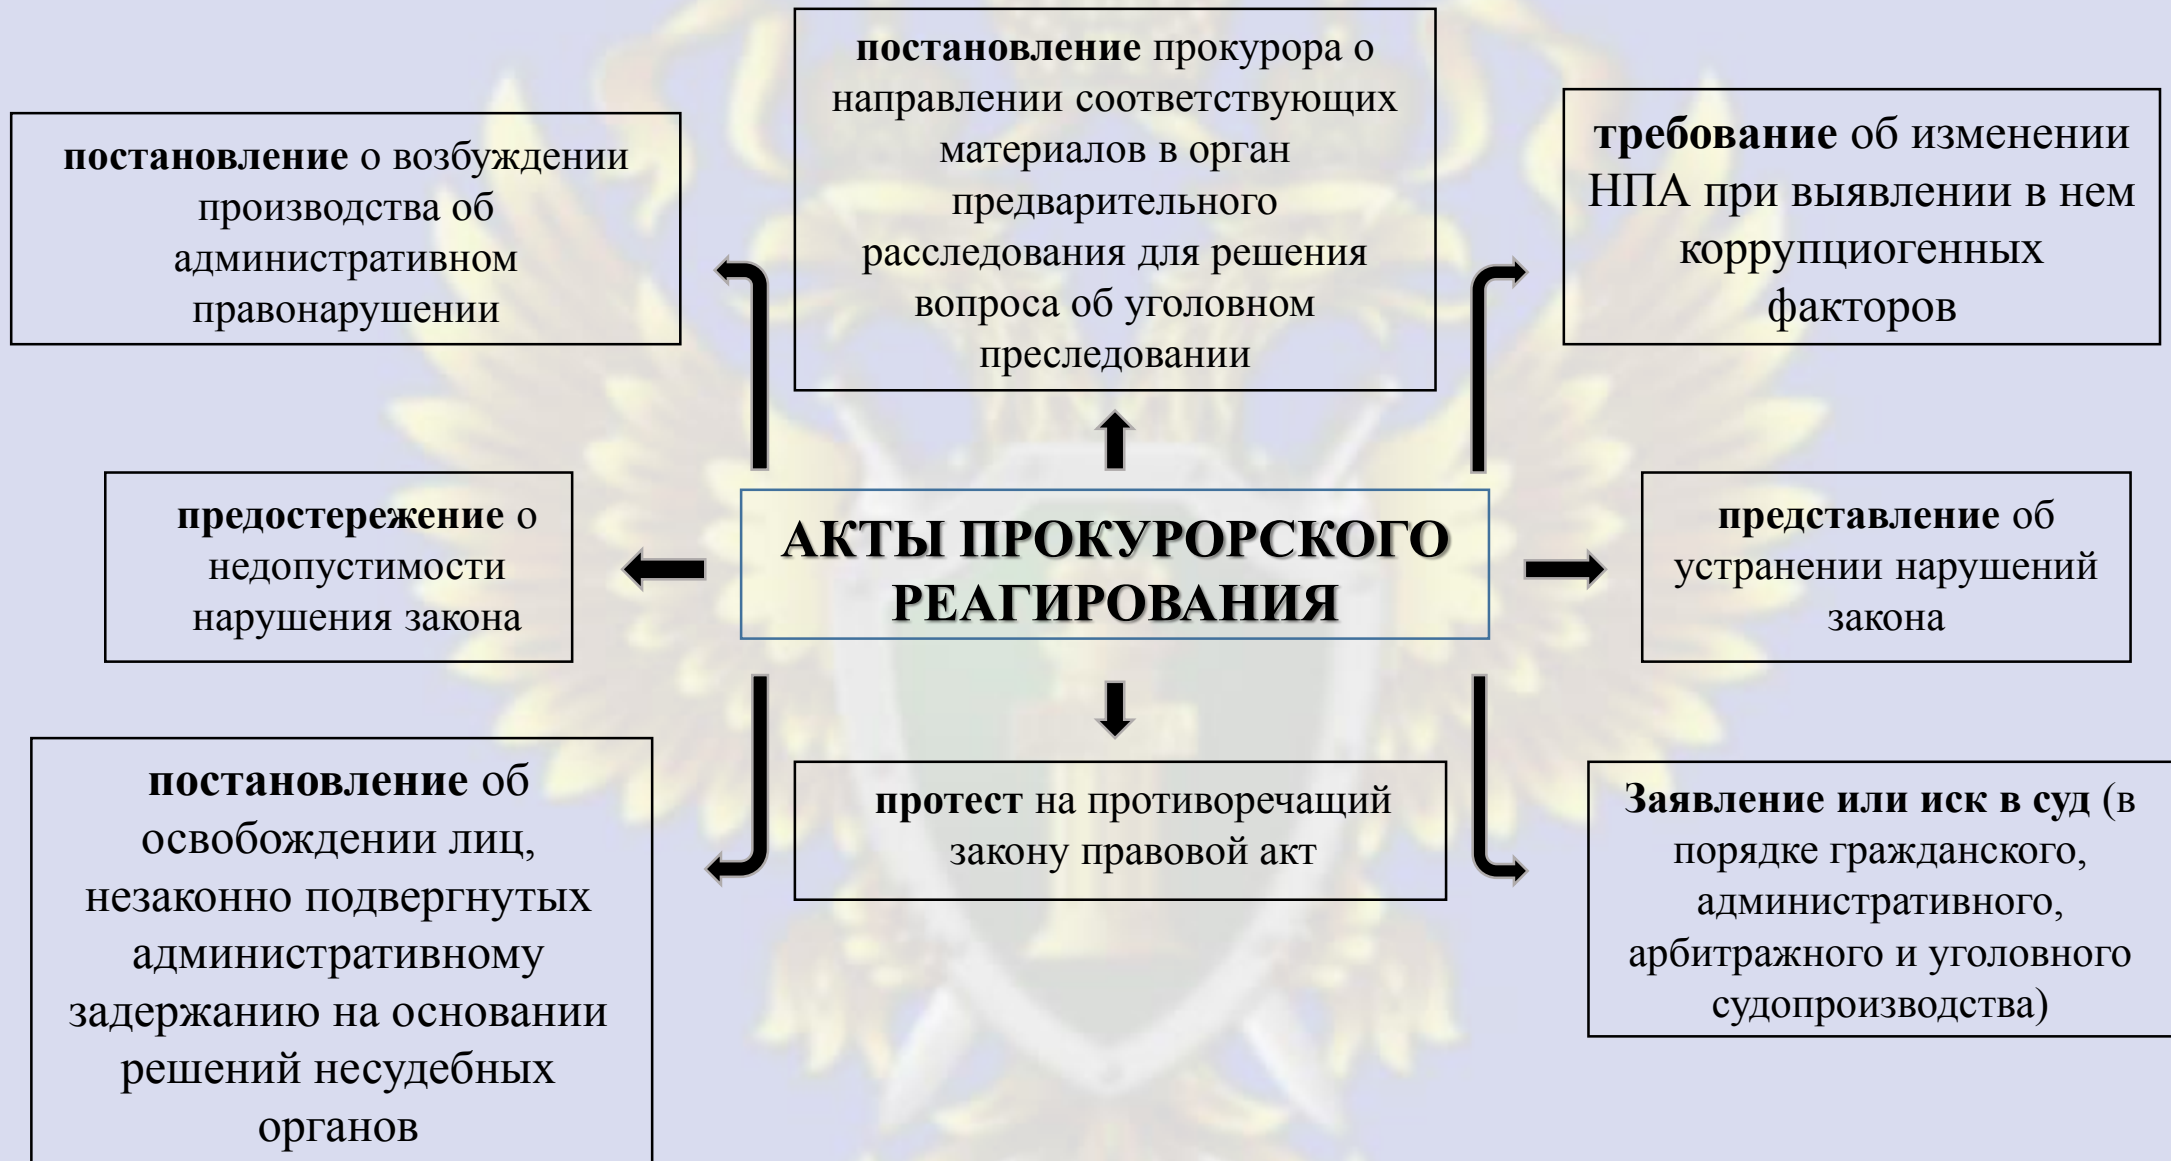 постановление о возбуждении
производства об
административном
правонарушении
постановление прокурора о
направлении соответствующих
материалов в орган
предварительного
расследования для решения
вопроса об уголовном
преследовании
требование об изменении
НПА при выявлении в нем
коррупциогенных
факторов
предостережение о
недопустимости
нарушения закона
АКТЫ ПРОКУРОРСКОГО
РЕАГИРОВАНИЯ
представление об
устранении нарушений
закона
постановление об
освобождении лиц,
незаконно подвергнутых
административному
задержанию на основании
решений несудебных
органов
протест на противоречащий
закону правовой акт
Заявление или иск в суд (в
порядке гражданского,
административного,
арбитражного и уголовного
судопроизводства)